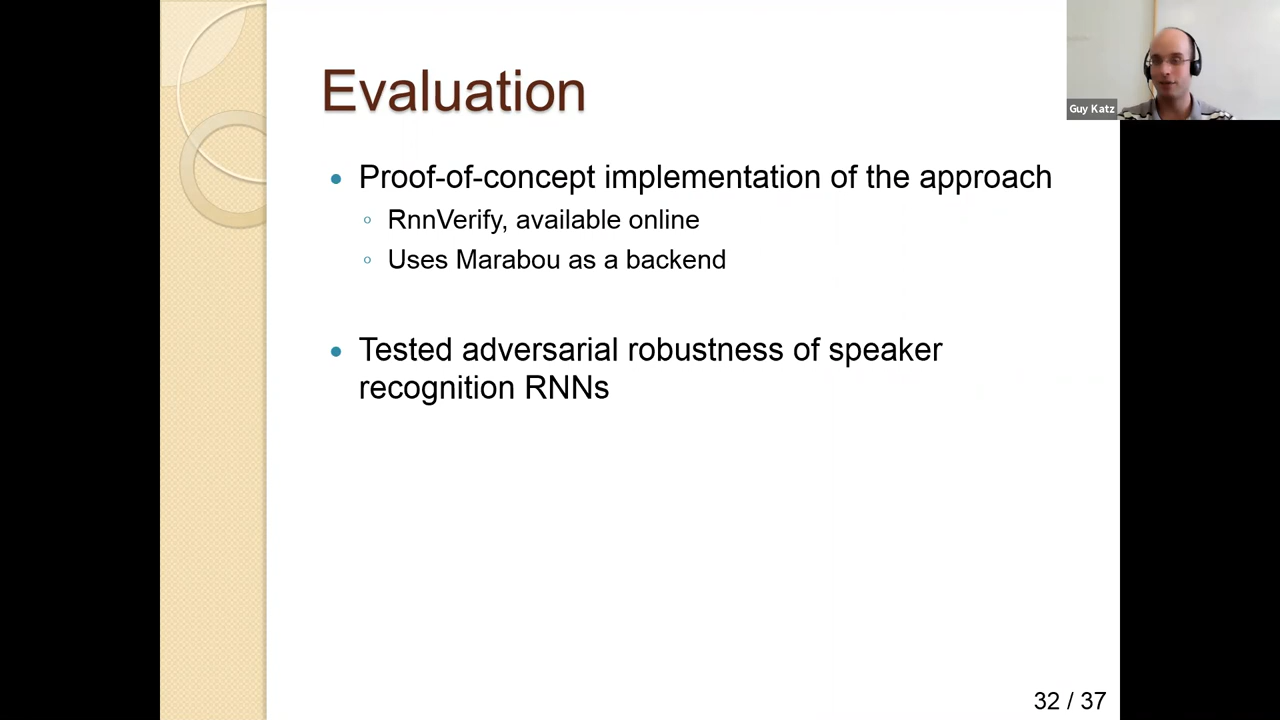 Evaluation
Guy Katz
Proof-of-concept implementation of the approach
RnnVerify, available online
Uses Marabou as a backend
Tested adversarial robustness of speaker
recognition RNNs
32 / 37